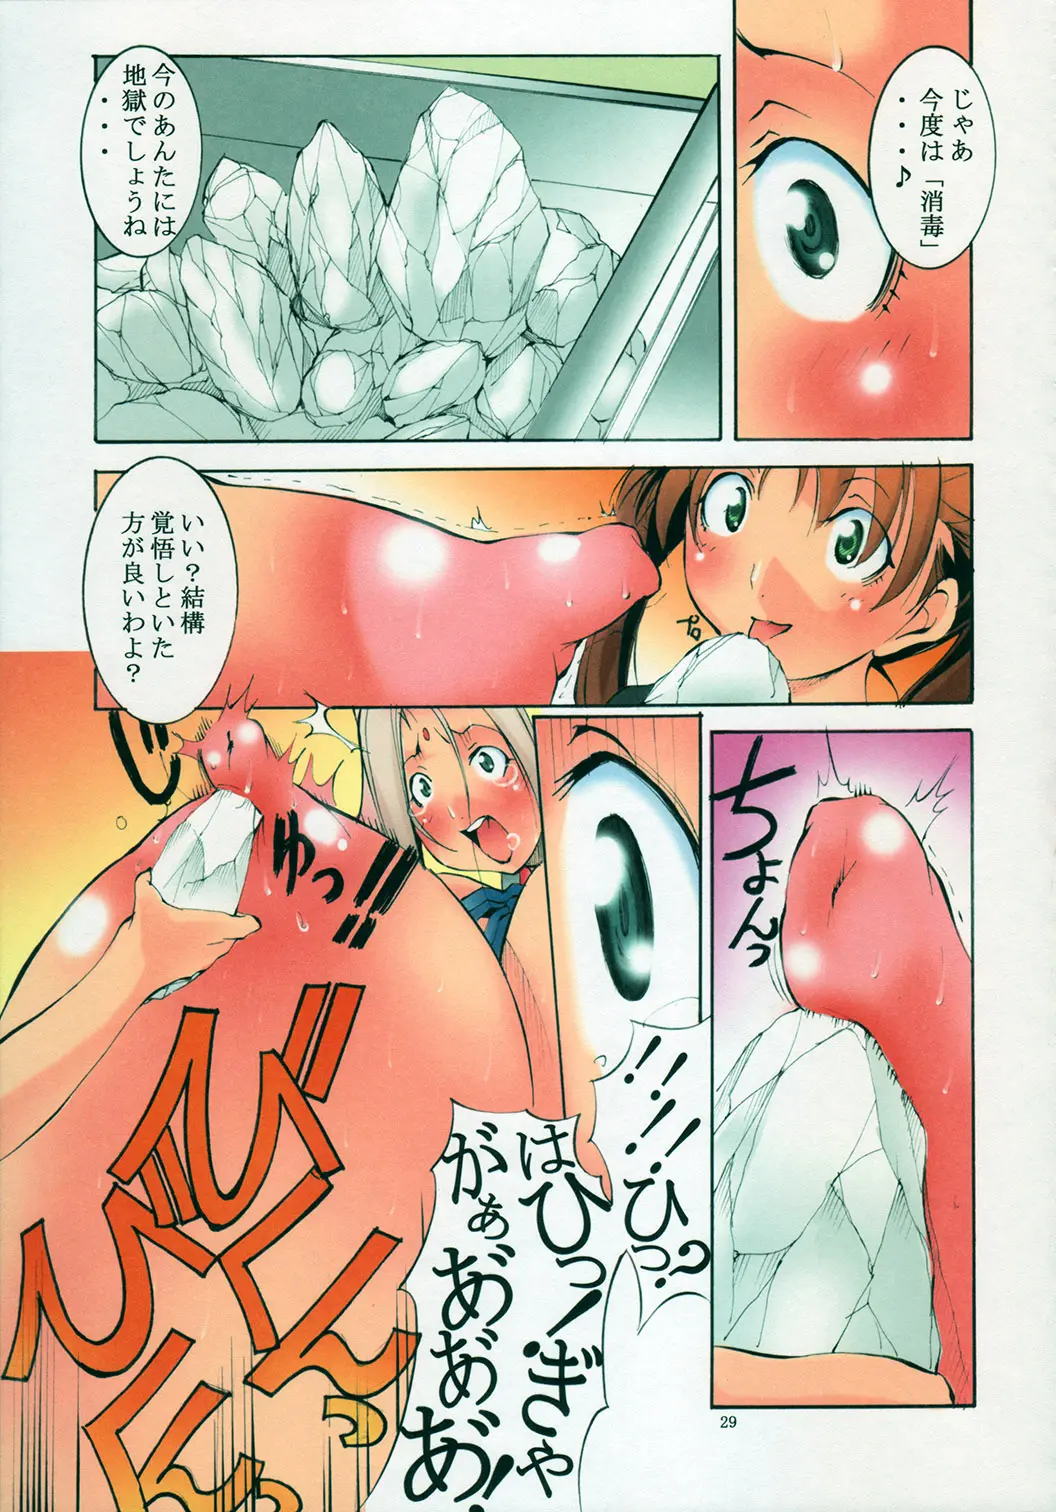 じゃあ
今度は「消毒」
・・・・♪
今のあんたには
地獄でしょうね
・・・・
いい？結構
覚悟しといた
方が良いわよ？
プロ
ちょんっ
!!!!ひっ?
はひっ!ぎゃ
がぁあ゛あ゛あ゛!
じゅっ!!
びくんっ
びくんっ
29